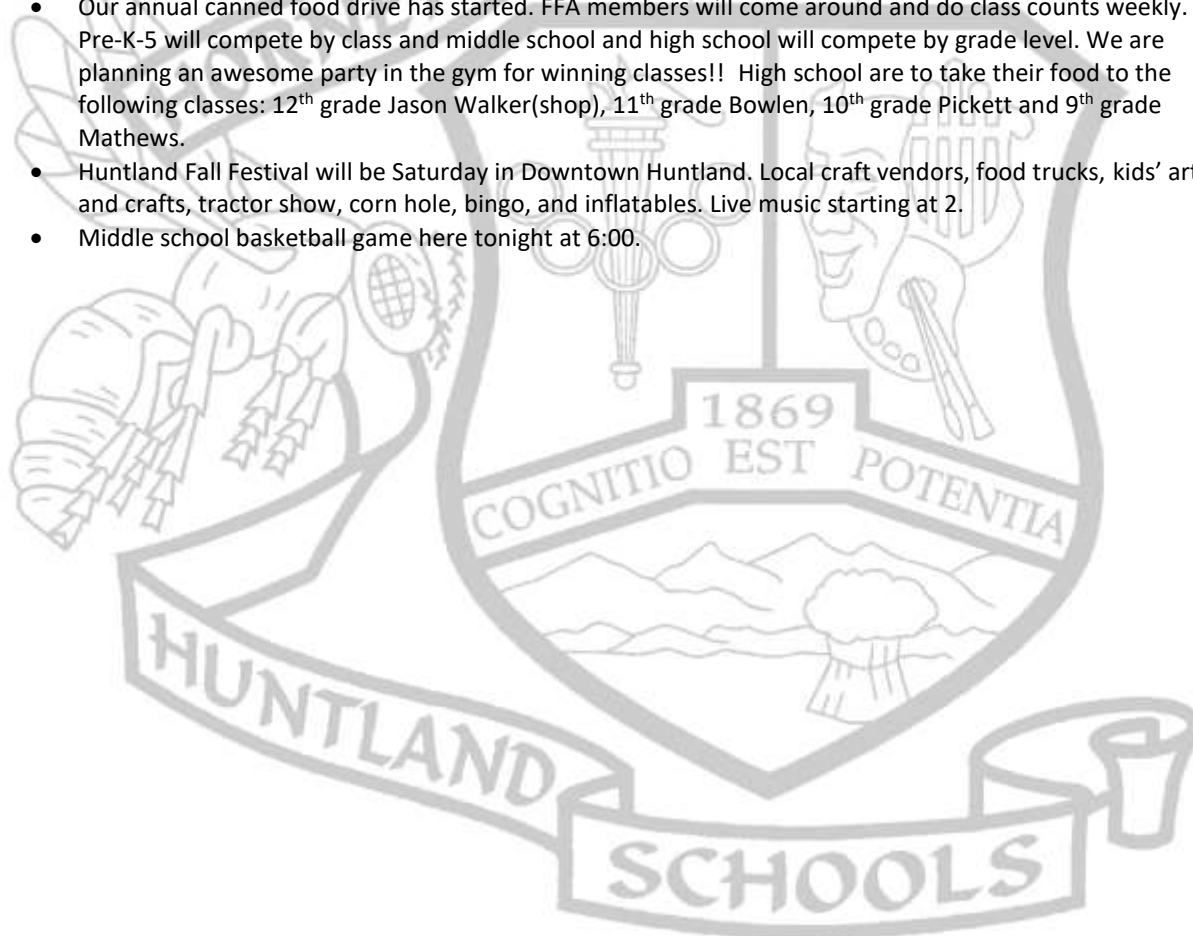 • Our annual canned food drive has started. FFA members will come around and do class counts weekly.
Pre-K-5 will compete by class and middle school and high school will compete by grade level. We are
planning an awesome party in the gym for winning classes!! High school are to take their food to the
following classes: 12th grade Jason Walker(shop), 11th grade Bowlen, 10th grade Pickett and 9th grade
Mathews.
• Huntland Fall Festival will be Saturday in Downtown Huntland. Local craft vendors, food trucks, kids’ art
and crafts, tractor show, corn hole, bingo, and inflatables. Live music starting at 2.
• Middle school basketball game here tonight at 6:00.
1869
COGNITIO EST POTENTIA
HUNTLAND
SCHOOLS